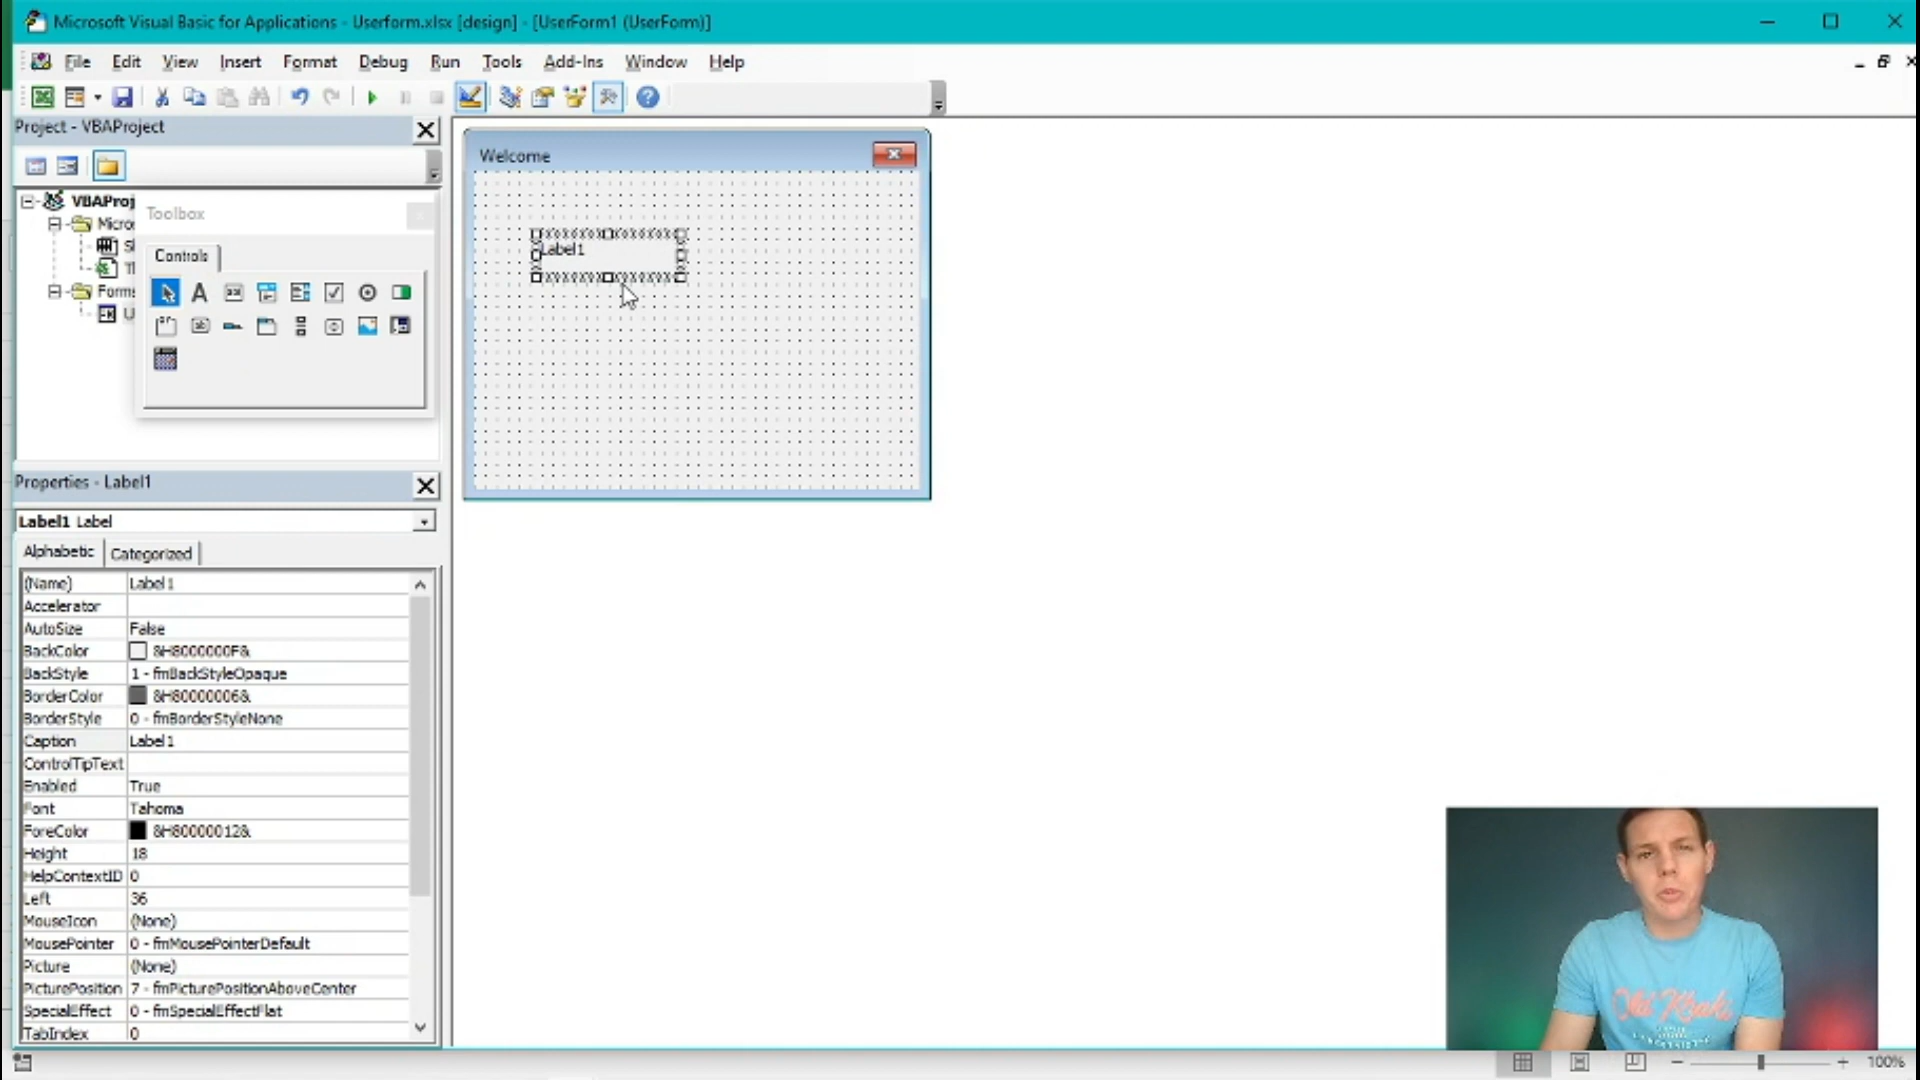 Microsoft Visual Basic for Applications - Userform.xlsx [design] - [UserForm1 (UserForm)]
File Edit View Insert Format Debug Run Tools Add-Ins Window Help
Project - VBAProject
VBAProj
Micro
Form
Toolbox
Controls
Welcome
Label1
Properties - Label1
Label1 Label
Alphabetic Categorized
(Name) Label1
Accelerator
AutoSize False
BackColor &H8000000F&
BackStyle 1 - fmBackStyleOpaque
BorderColor &H80000006&
BorderStyle 0 - fmBorderStyleNone
Caption Label1
ControlTipText
Enabled True
Font Tahoma
ForeColor &H80000012&
Height 18
HelpContextID 0
Left 36
MouseIcon (None)
MousePointer 0 - fmMousePointerDefault
Picture (None)
PicturePosition 7 - fmPicturePositionAboveCenter
SpecialEffect 0 - fmSpecialEffectFlat
TabIndex 0
Old Khaki
100%